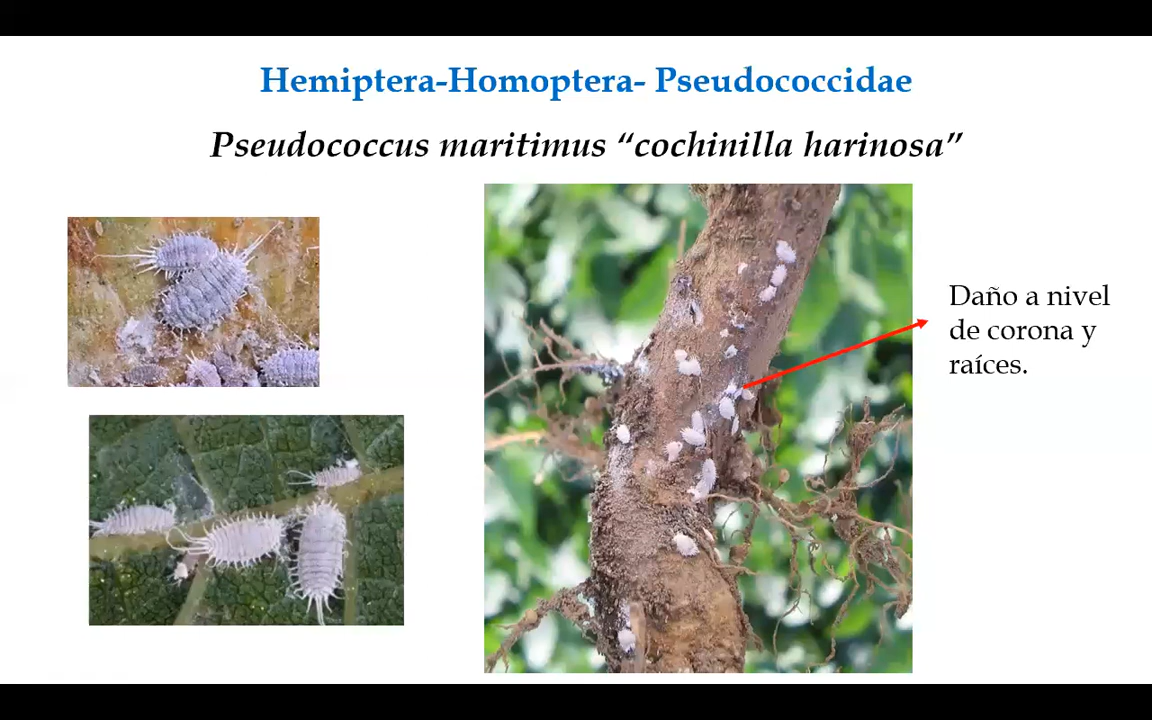 Hemiptera-Homoptera- Pseudococcidae
Pseudococcus maritimus “cochinilla harinosa”
Daño a nivel
de corona y
raíces.